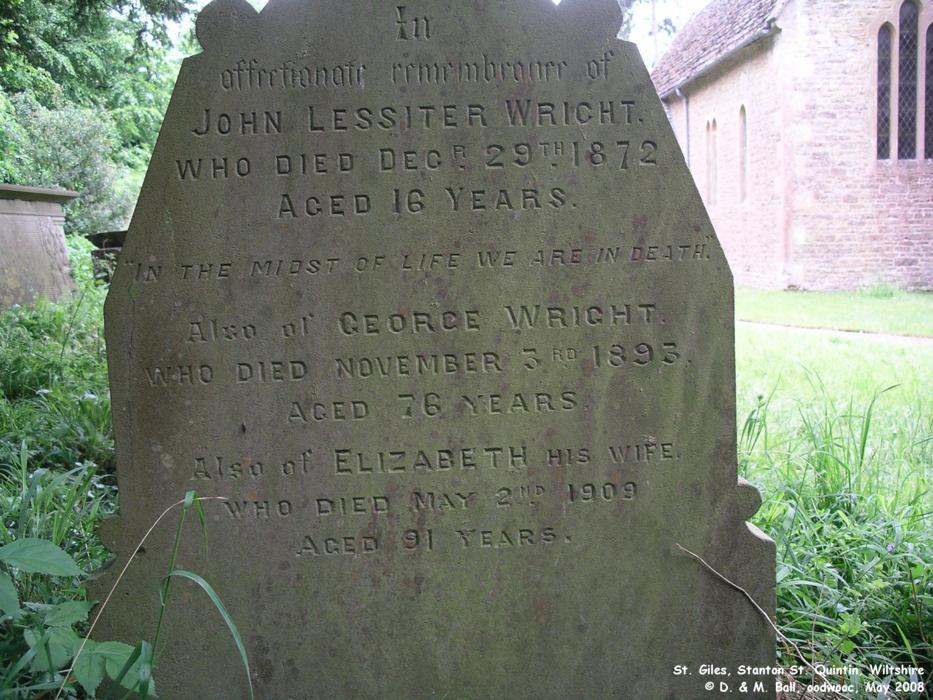 In
affectionate remembrance of
JOHN LESSITER WRIGHT.
WHO DIED DECR. 29TH. 1872
AGED 16 YEARS.
"IN THE MIDST OF LIFE WE ARE IN DEATH."
Also of GEORGE WRIGHT.
WHO DIED NOVEMBER 3RD 1893.
AGED 76 YEARS.
Also of ELIZABETH HIS WIFE.
WHO DIED MAY 2ND 1909
AGED 91 YEARS.
St. Giles, Stanton St. Quintin, Wiltshire
© D. & M. Ball, oodwooc, May 2008